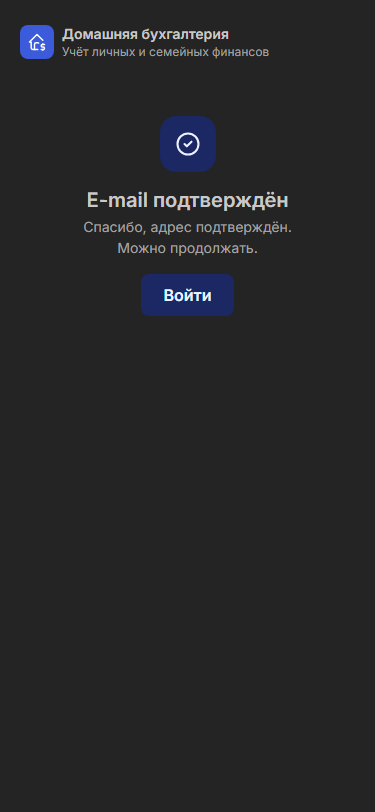 Домашняя бухгалтерия
Учёт личных и семейных финансов
E-mail подтверждён
Спасибо, адрес подтверждён.
Можно продолжать.
Войти